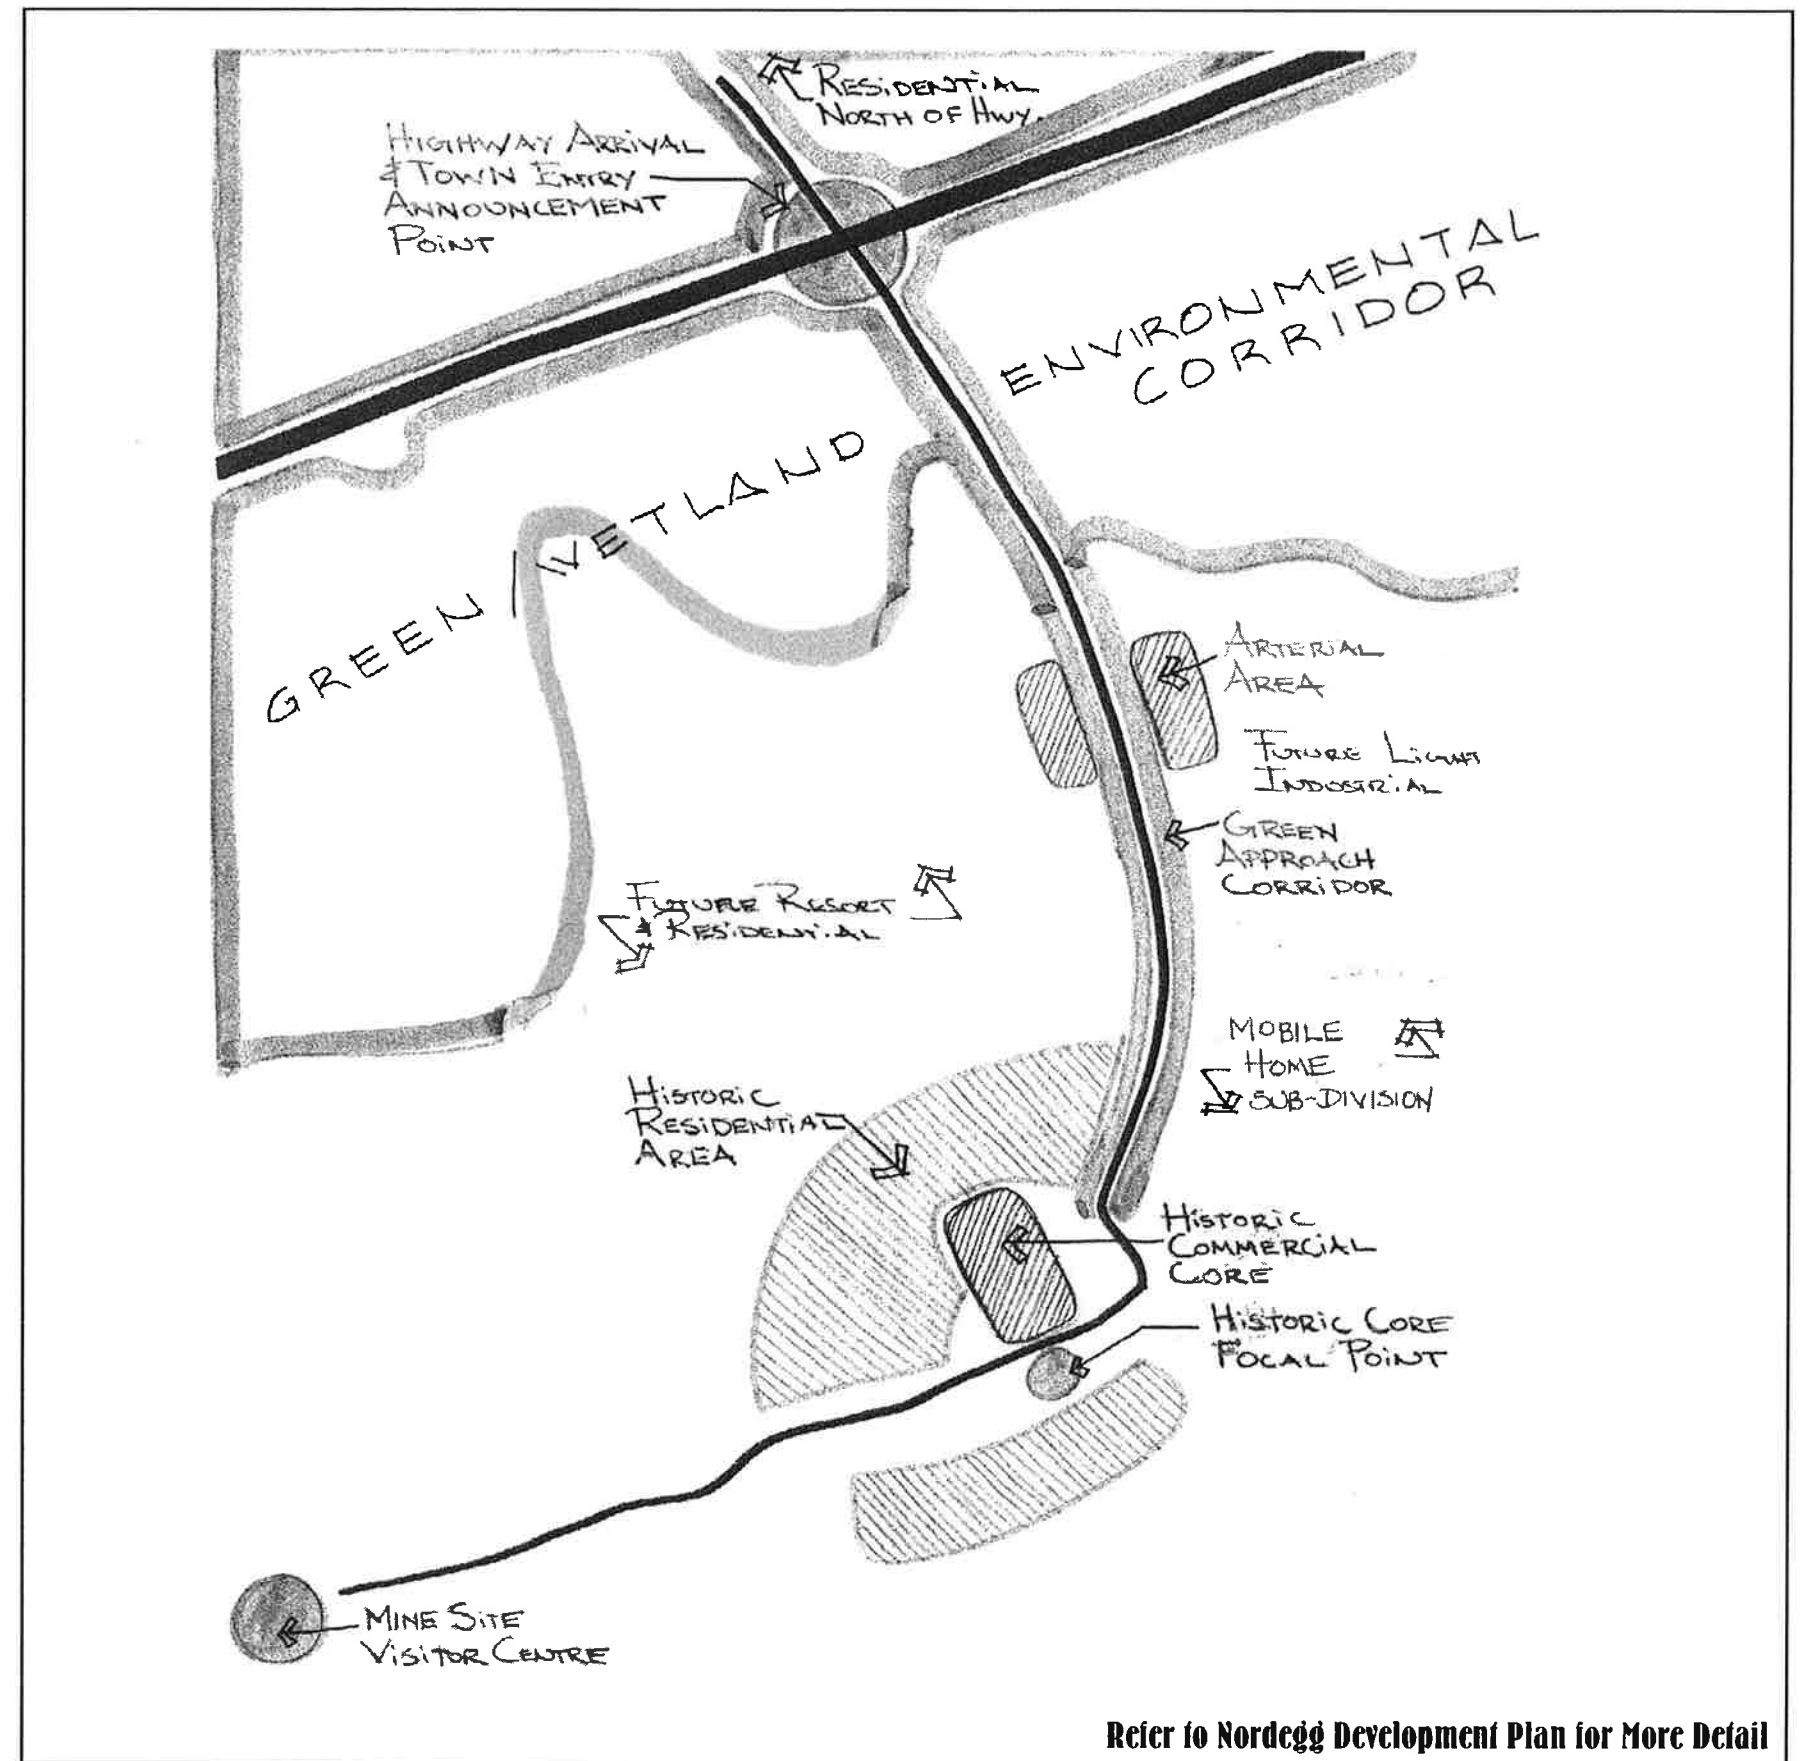 RESIDENTIAL
NORTH OF HWY.
HIGHWAY ARRIVAL
& TOWN ENTRY
ANNOUNCEMENT
POINT
ENVIRONMENTAL
CORRIDOR
GREEN / WETLAND
ARTERIAL
AREA
FUTURE LIGHT
INDUSTRIAL
GREEN
APPROACH
CORRIDOR
FUTURE RESORT
& RESIDENTIAL
MOBILE
HOME
SUB-DIVISION
HISTORIC
RESIDENTIAL
AREA
HISTORIC
COMMERCIAL
CORE
HISTORIC CORE
FOCAL POINT
MINE SITE
VISITOR CENTRE
Refer to Nordegg Development Plan for More Detail